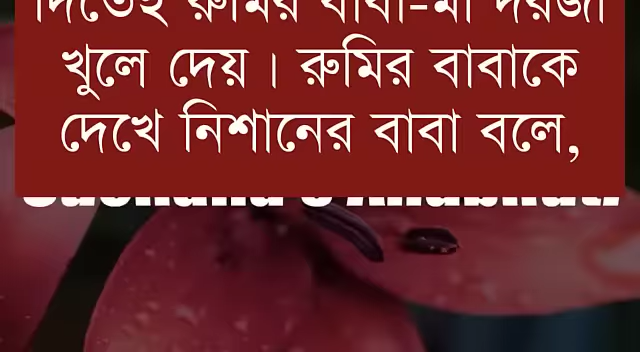 দিতেই রুমির বাবা-মা দরজা
খুলে দেয়। রুমির বাবাকে
দেখে নিশানের বাবা বলে,